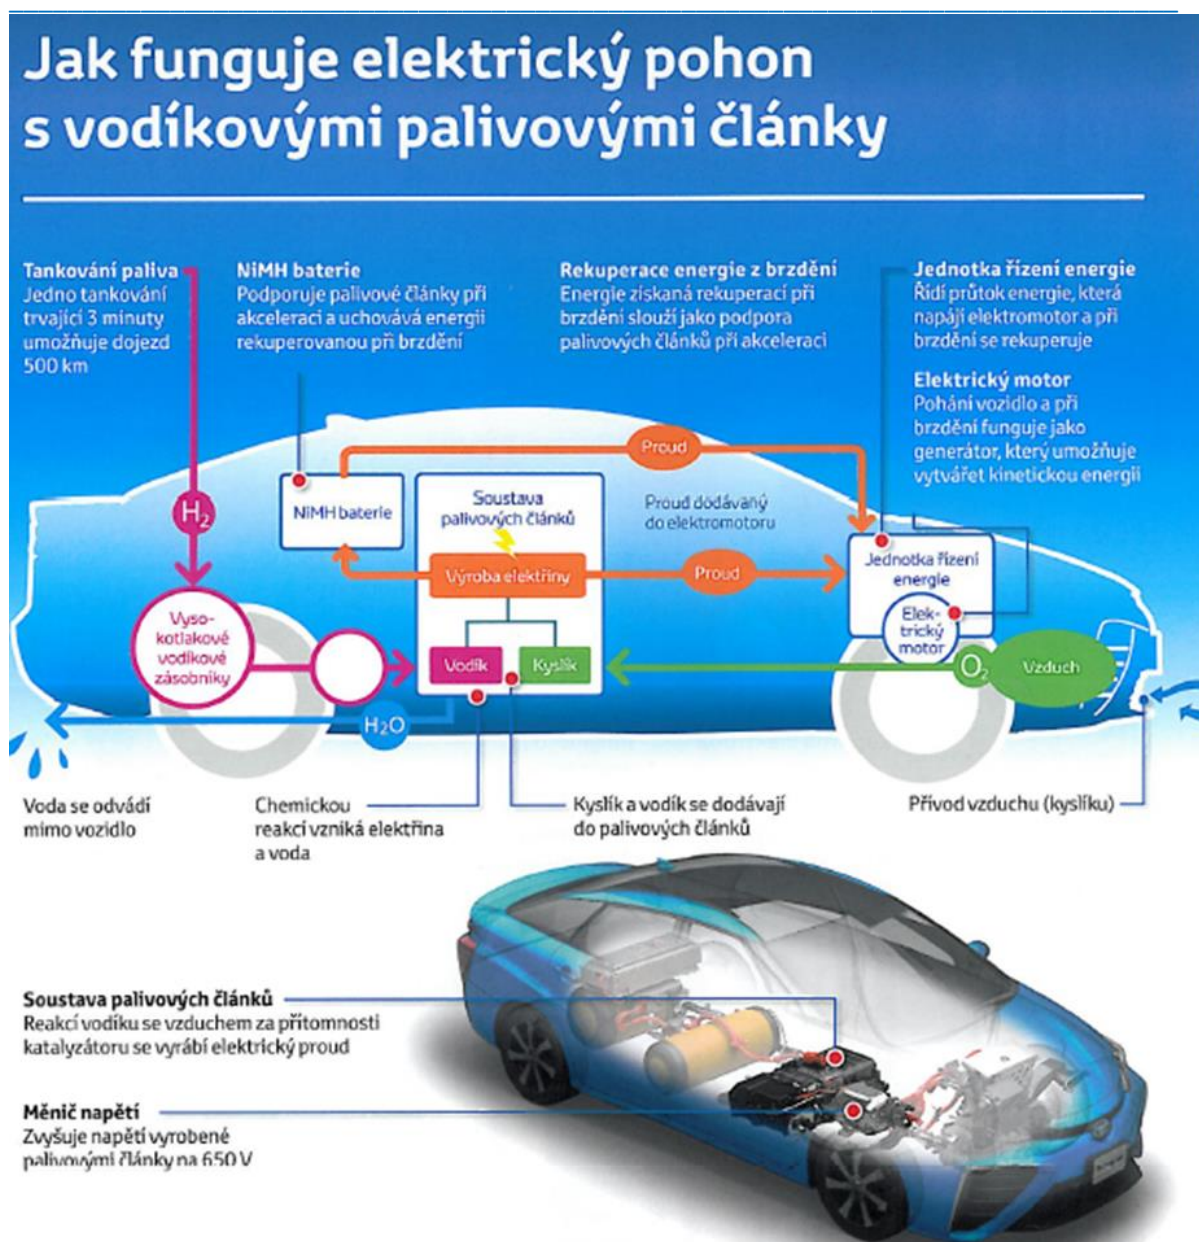 Jak funguje elektrický pohon
s vodíkovými palivovými články
Tankování paliva
Jedno tankování
trvající 3 minuty
umožňuje dojezd
500 km
NiMH baterie
Podporuje palivové články při
akceleraci a uchovává energii
rekuperovanou při brzdění
Rekuperace energie z brzdění
Energie získaná rekuperací při
brzdění slouží jako podpora
palivových článků při akceleraci
Jednotka řízení energie
Řídí průtok energie, která
napájí elektromotor a při
brzdění se rekuperuje
Elektrický motor
Pohání vozidlo a při
brzdění funguje jako
generátor, který umožňuje
vytvářet kinetickou energii
Proud
H2
NiMH baterie
Soustava
palivových článků
Proud dodávaný
do elektromotoru
Výroba elektřiny
Proud
Jednotka řízení
energie
Elek-
trický
motor
Vyso-
kotlakové
vodíkové
zásobníky
Vodík
Kyslík
O2
Vzduch
H2O
Voda se odvádí
mimo vozidlo
Chemickou
reakcí vzniká elektřina
a voda
Kyslík a vodík se dodávají
do palivových článků
Přívod vzduchu (kyslíku)
Soustava palivových článků
Reakcí vodíku se vzduchem za přítomnosti
katalyzátoru se vyrábí elektrický proud
Měnič napětí
Zvyšuje napětí vyrobené
palivovými články na 650 V